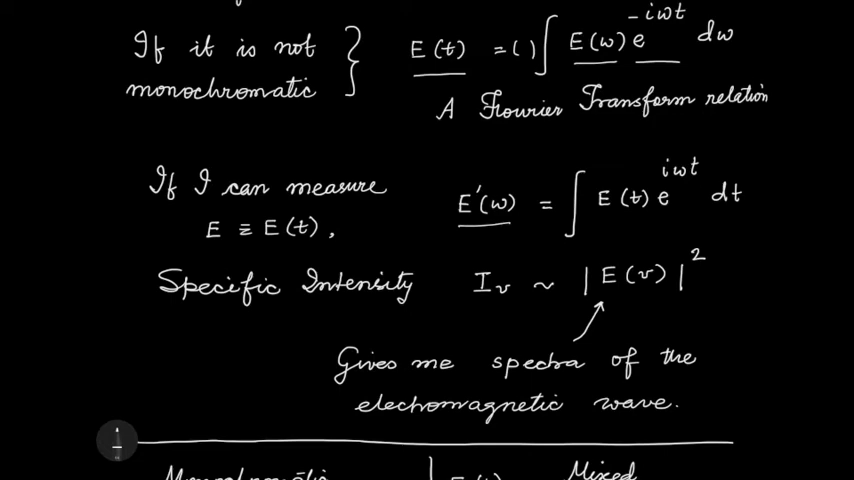 If it is not } E(t) = ( ) ∫ E(ω) e^{-iωt} dω
monochromatic
A Fourier Transform relation
If I can measure E'(ω) = ∫ E(t) e^{iωt} dt
E ≡ E(t),
Specific Intensity I_ν ~ |E(ν)|^2
Gives me spectra of the
electromagnetic wave.
Mixed